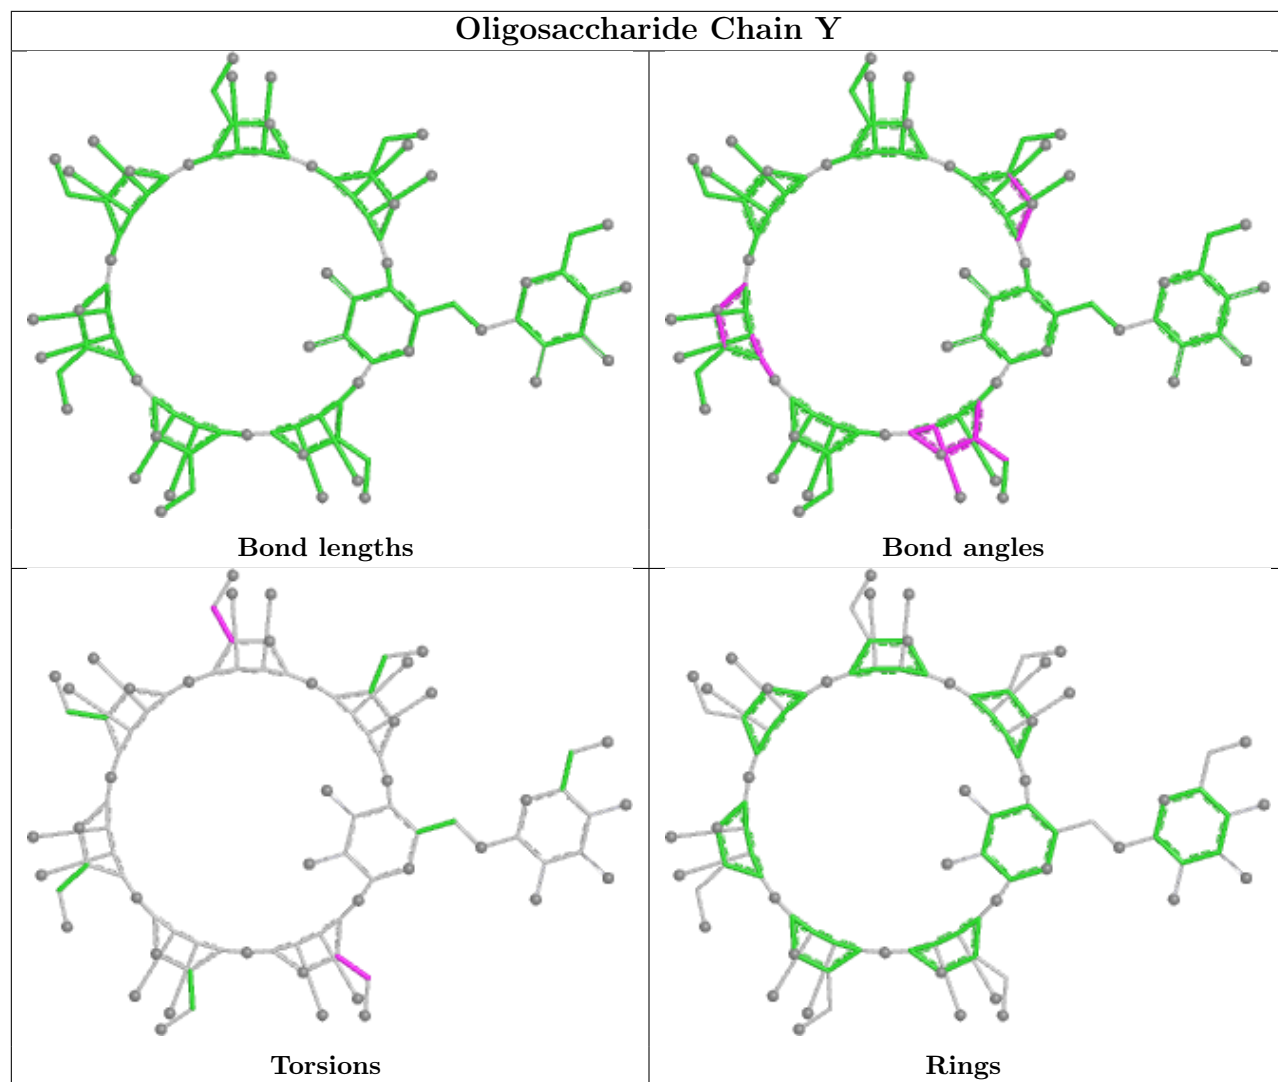 Oligosaccharide Chain Y
Bond lengths
Bond angles
Torsions
Rings